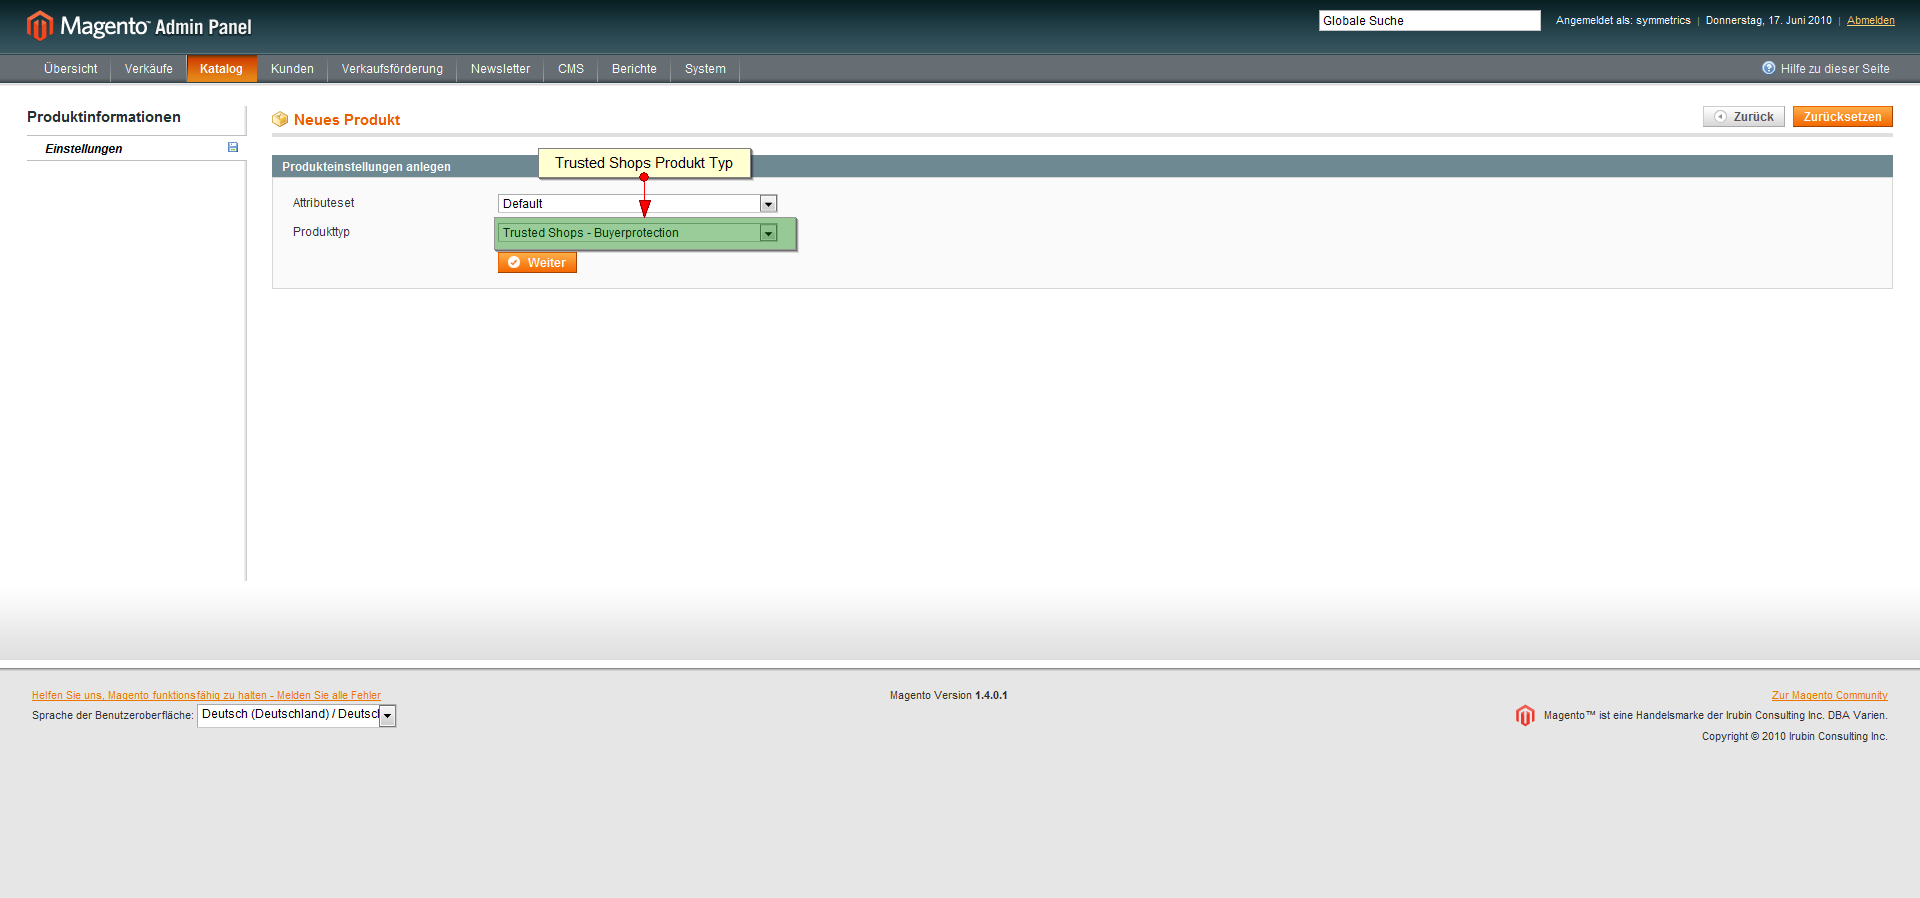 Magento™ Admin Panel
Globale Suche
Angemeldet als: symmetrics | Donnerstag, 17. Juni 2010 | Abmelden
Übersicht Verkäufe Katalog Kunden Verkaufsförderung Newsletter CMS Berichte System
Hilfe zu dieser Seite
Produktinformationen
Einstellungen
Neues Produkt
Zurück Zurücksetzen
Produkteinstellungen anlegen
Trusted Shops Produkt Typ
Attributeset Default
Produkttyp Trusted Shops - Buyerprotection
Weiter
Helfen Sie uns, Magento funktionsfähig zu halten - Melden Sie alle Fehler
Sprache der Benutzeroberfläche: Deutsch (Deutschland) / Deutscl
Magento Version 1.4.0.1
Zur Magento Community
Magento™ ist eine Handelsmarke der Irubin Consulting Inc. DBA Varien.
Copyright © 2010 Irubin Consulting Inc.